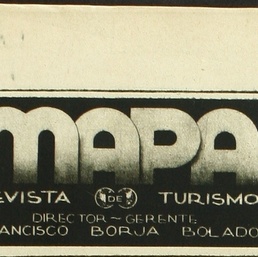 MAPA
EVISTA DE TURISMO
DIRECTOR ~ GERENTE
ANCISCO BORJA BOLADO